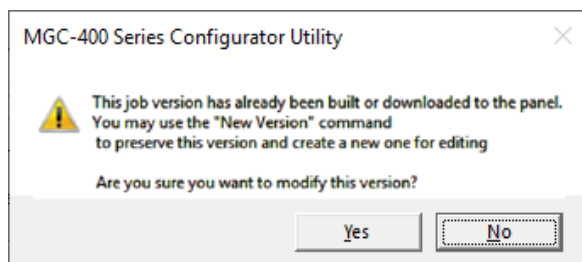 MGC-400 Series Configurator Utility
This job version has already been built or downloaded to the panel.
You may use the "New Version" command
to preserve this version and create a new one for editing
Are you sure you want to modify this version?
Yes
No